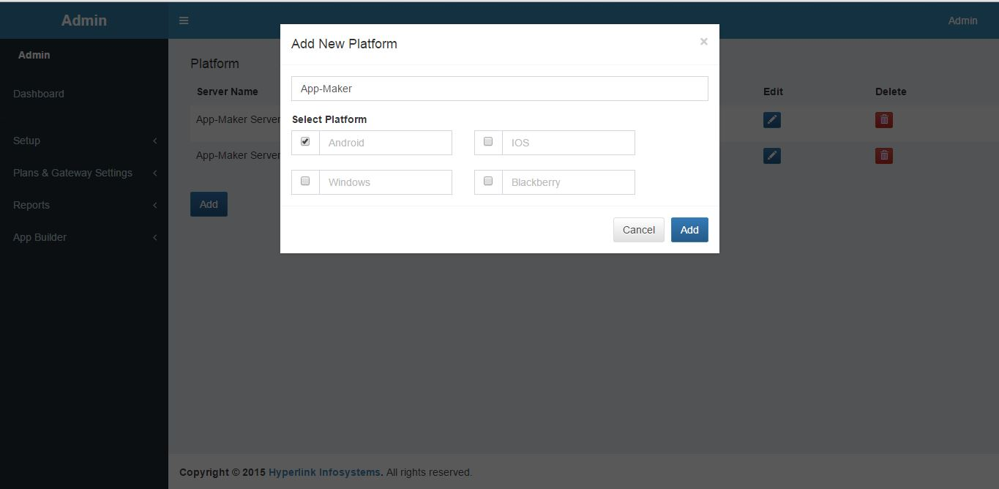 Admin
Admin
Admin
Dashboard
Setup
Plans & Gateway Settings
Reports
App Builder
Platform
Server Name
Edit
Delete
App-Maker Server
App-Maker Server
Add
Add New Platform
×
App-Maker
Select Platform
Android
IOS
Windows
Blackberry
Cancel
Add
Copyright © 2015 Hyperlink Infosystems. All rights reserved.